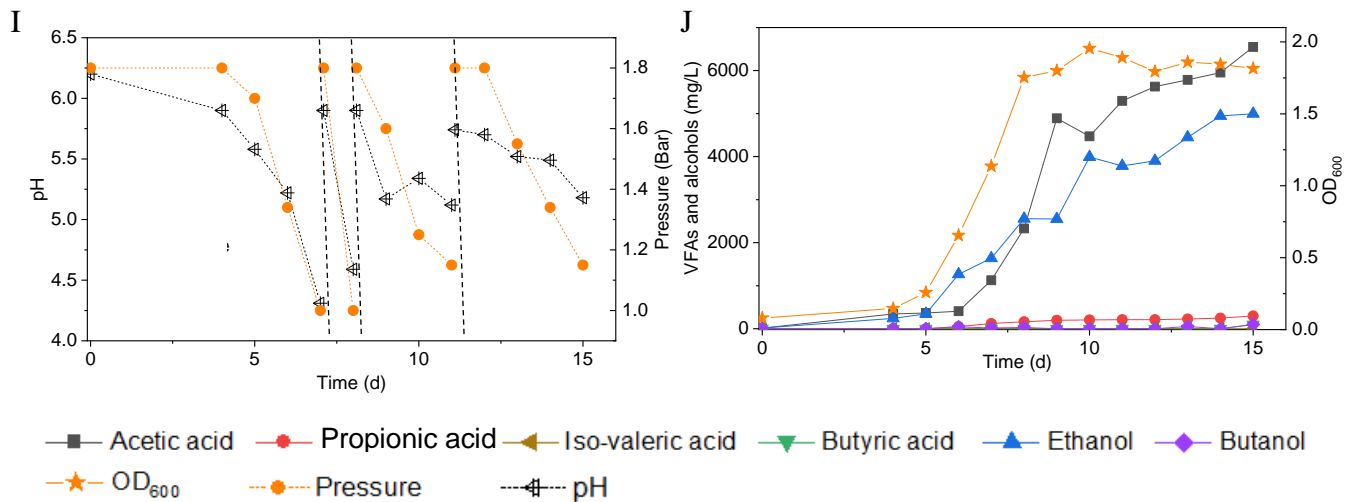 I
6.5
6.0
5.5
5.0
4.5
4.0
pH
1.8
1.6
1.4
1.2
1.0
Pressure (Bar)
0
5
10
15
Time (d)
J
6000
4000
2000
0
VFAs and alcohols (mg/L)
2.0
1.5
1.0
0.5
0.0
OD600
0
5
10
15
Time (d)
Acetic acid Propionic acid Iso-valeric acid Butyric acid Ethanol Butanol
OD600 Pressure pH